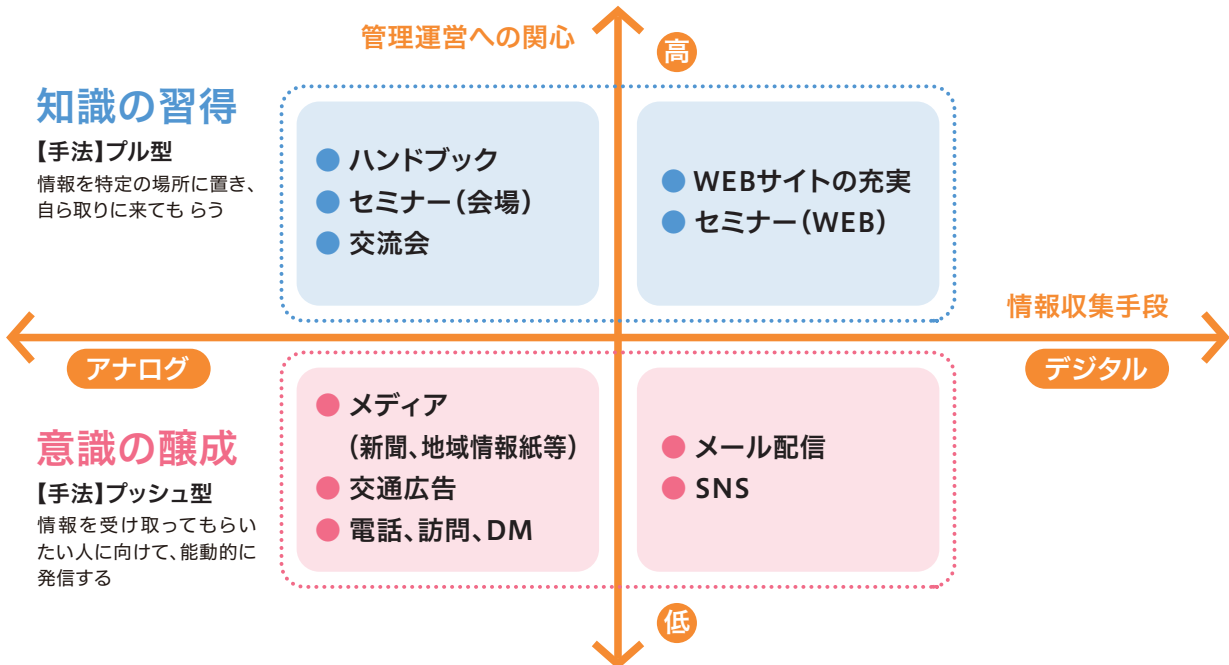 管理運営への関心
高
知識の習得
【手法】プル型
情報を特定の場所に置き、
自ら取りに来ても らう
● ハンドブック
● セミナー（会場）
● 交流会
● WEBサイトの充実
● セミナー（WEB）
情報収集手段
アナログ
デジタル
意識の醸成
【手法】プッシュ型
情報を受け取ってもらい
たい人に向けて、能動的に
発信する
● メディア
（新聞、地域情報紙等）
● 交通広告
● 電話、訪問、DM
● メール配信
● SNS
低